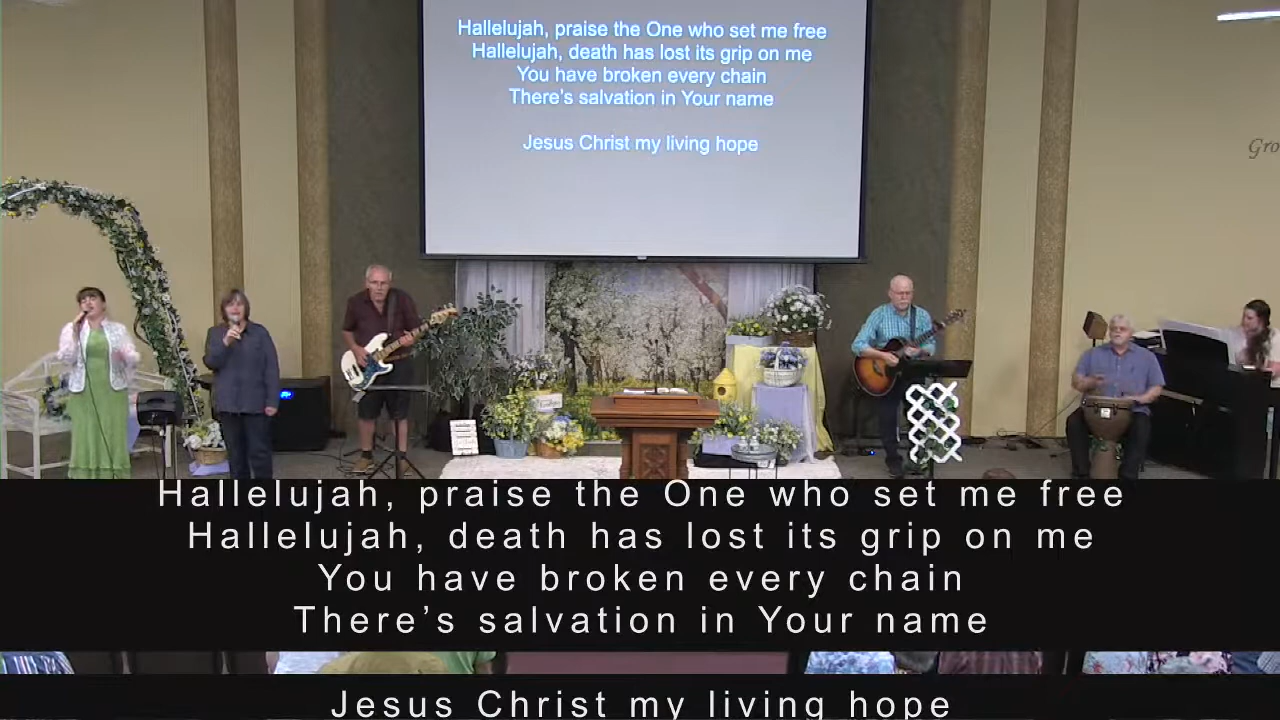 Hallelujah, praise the One who set me free
Hallelujah, death has lost its grip on me
You have broken every chain
There's salvation in Your name
Jesus Christ my living hope
Gro
Hallelujah, praise the One who set me free
Hallelujah, death has lost its grip on me
You have broken every chain
There’s salvation in Your name
Jesus Christ my living hope